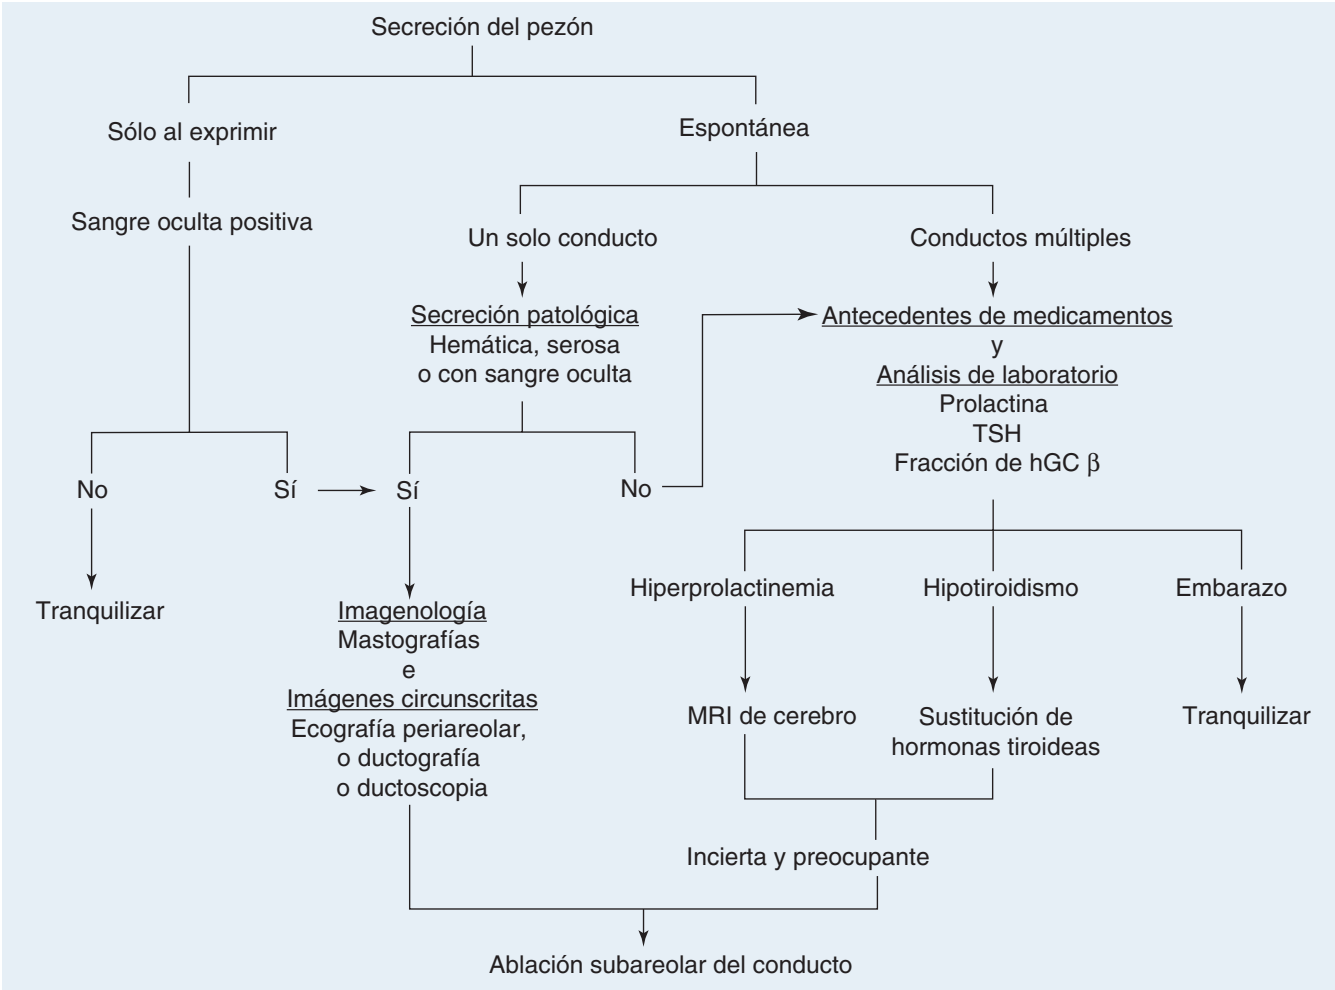 Secreción del pezón
Sólo al exprimir
Espontánea
Sangre oculta positiva
Un solo conducto
Conductos múltiples
Secreción patológica
Hemática, serosa
o con sangre oculta
Antecedentes de medicamentos
y
Análisis de laboratorio
Prolactina
TSH
Fracción de hGC β
No
Sí
Sí
No
Tranquilizar
Imagenología
Mastografías
e
Imágenes circunscritas
Ecografía periareolar,
o ductografía
o ductoscopia
Hiperprolactinemia
Hipotiroidismo
Embarazo
MRI de cerebro
Sustitución de
hormonas tiroideas
Tranquilizar
Incierta y preocupante
Ablación subareolar del conducto